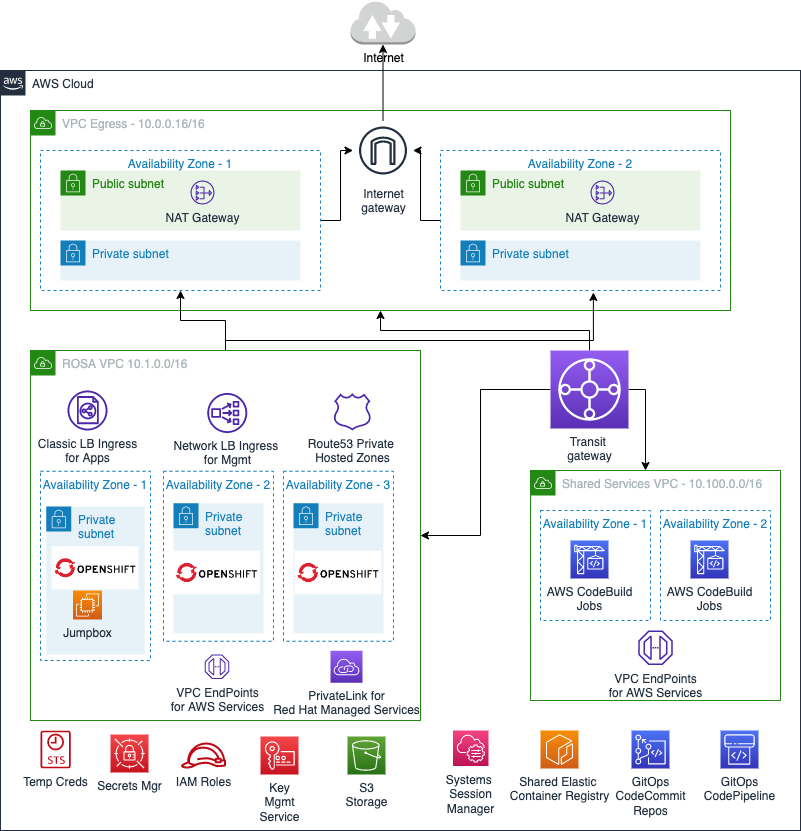 Internet
aws
AWS Cloud
VPC Egress - 10.0.0.16/16
Availability Zone - 1
Public subnet
NAT Gateway
Private subnet
Internet
gateway
Availability Zone - 2
Public subnet
NAT Gateway
Private subnet
ROSA VPC 10.1.0.0/16
Classic LB Ingress
for Apps
Network LB Ingress
for Mgmt
Route53 Private
Hosted Zones
Availability Zone - 1
Private
subnet
OPENSHIFT
Jumpbox
Availability Zone - 2
Private
subnet
OPENSHIFT
Availability Zone - 3
Private
subnet
OPENSHIFT
VPC EndPoints
for AWS Services
PrivateLink for
Red Hat Managed Services
Transit
gateway
Shared Services VPC - 10.100.0.0/16
Availability Zone - 1
AWS CodeBuild
Jobs
Availability Zone - 2
AWS CodeBuild
Jobs
VPC EndPoints
for AWS Services
STS
Temp Creds
Secrets Mgr
IAM Roles
Key
Mgmt
Service
S3
Storage
Systems
Session
Manager
Shared Elastic
Container Registry
GitOps
CodeCommit
Repos
GitOps
CodePipeline